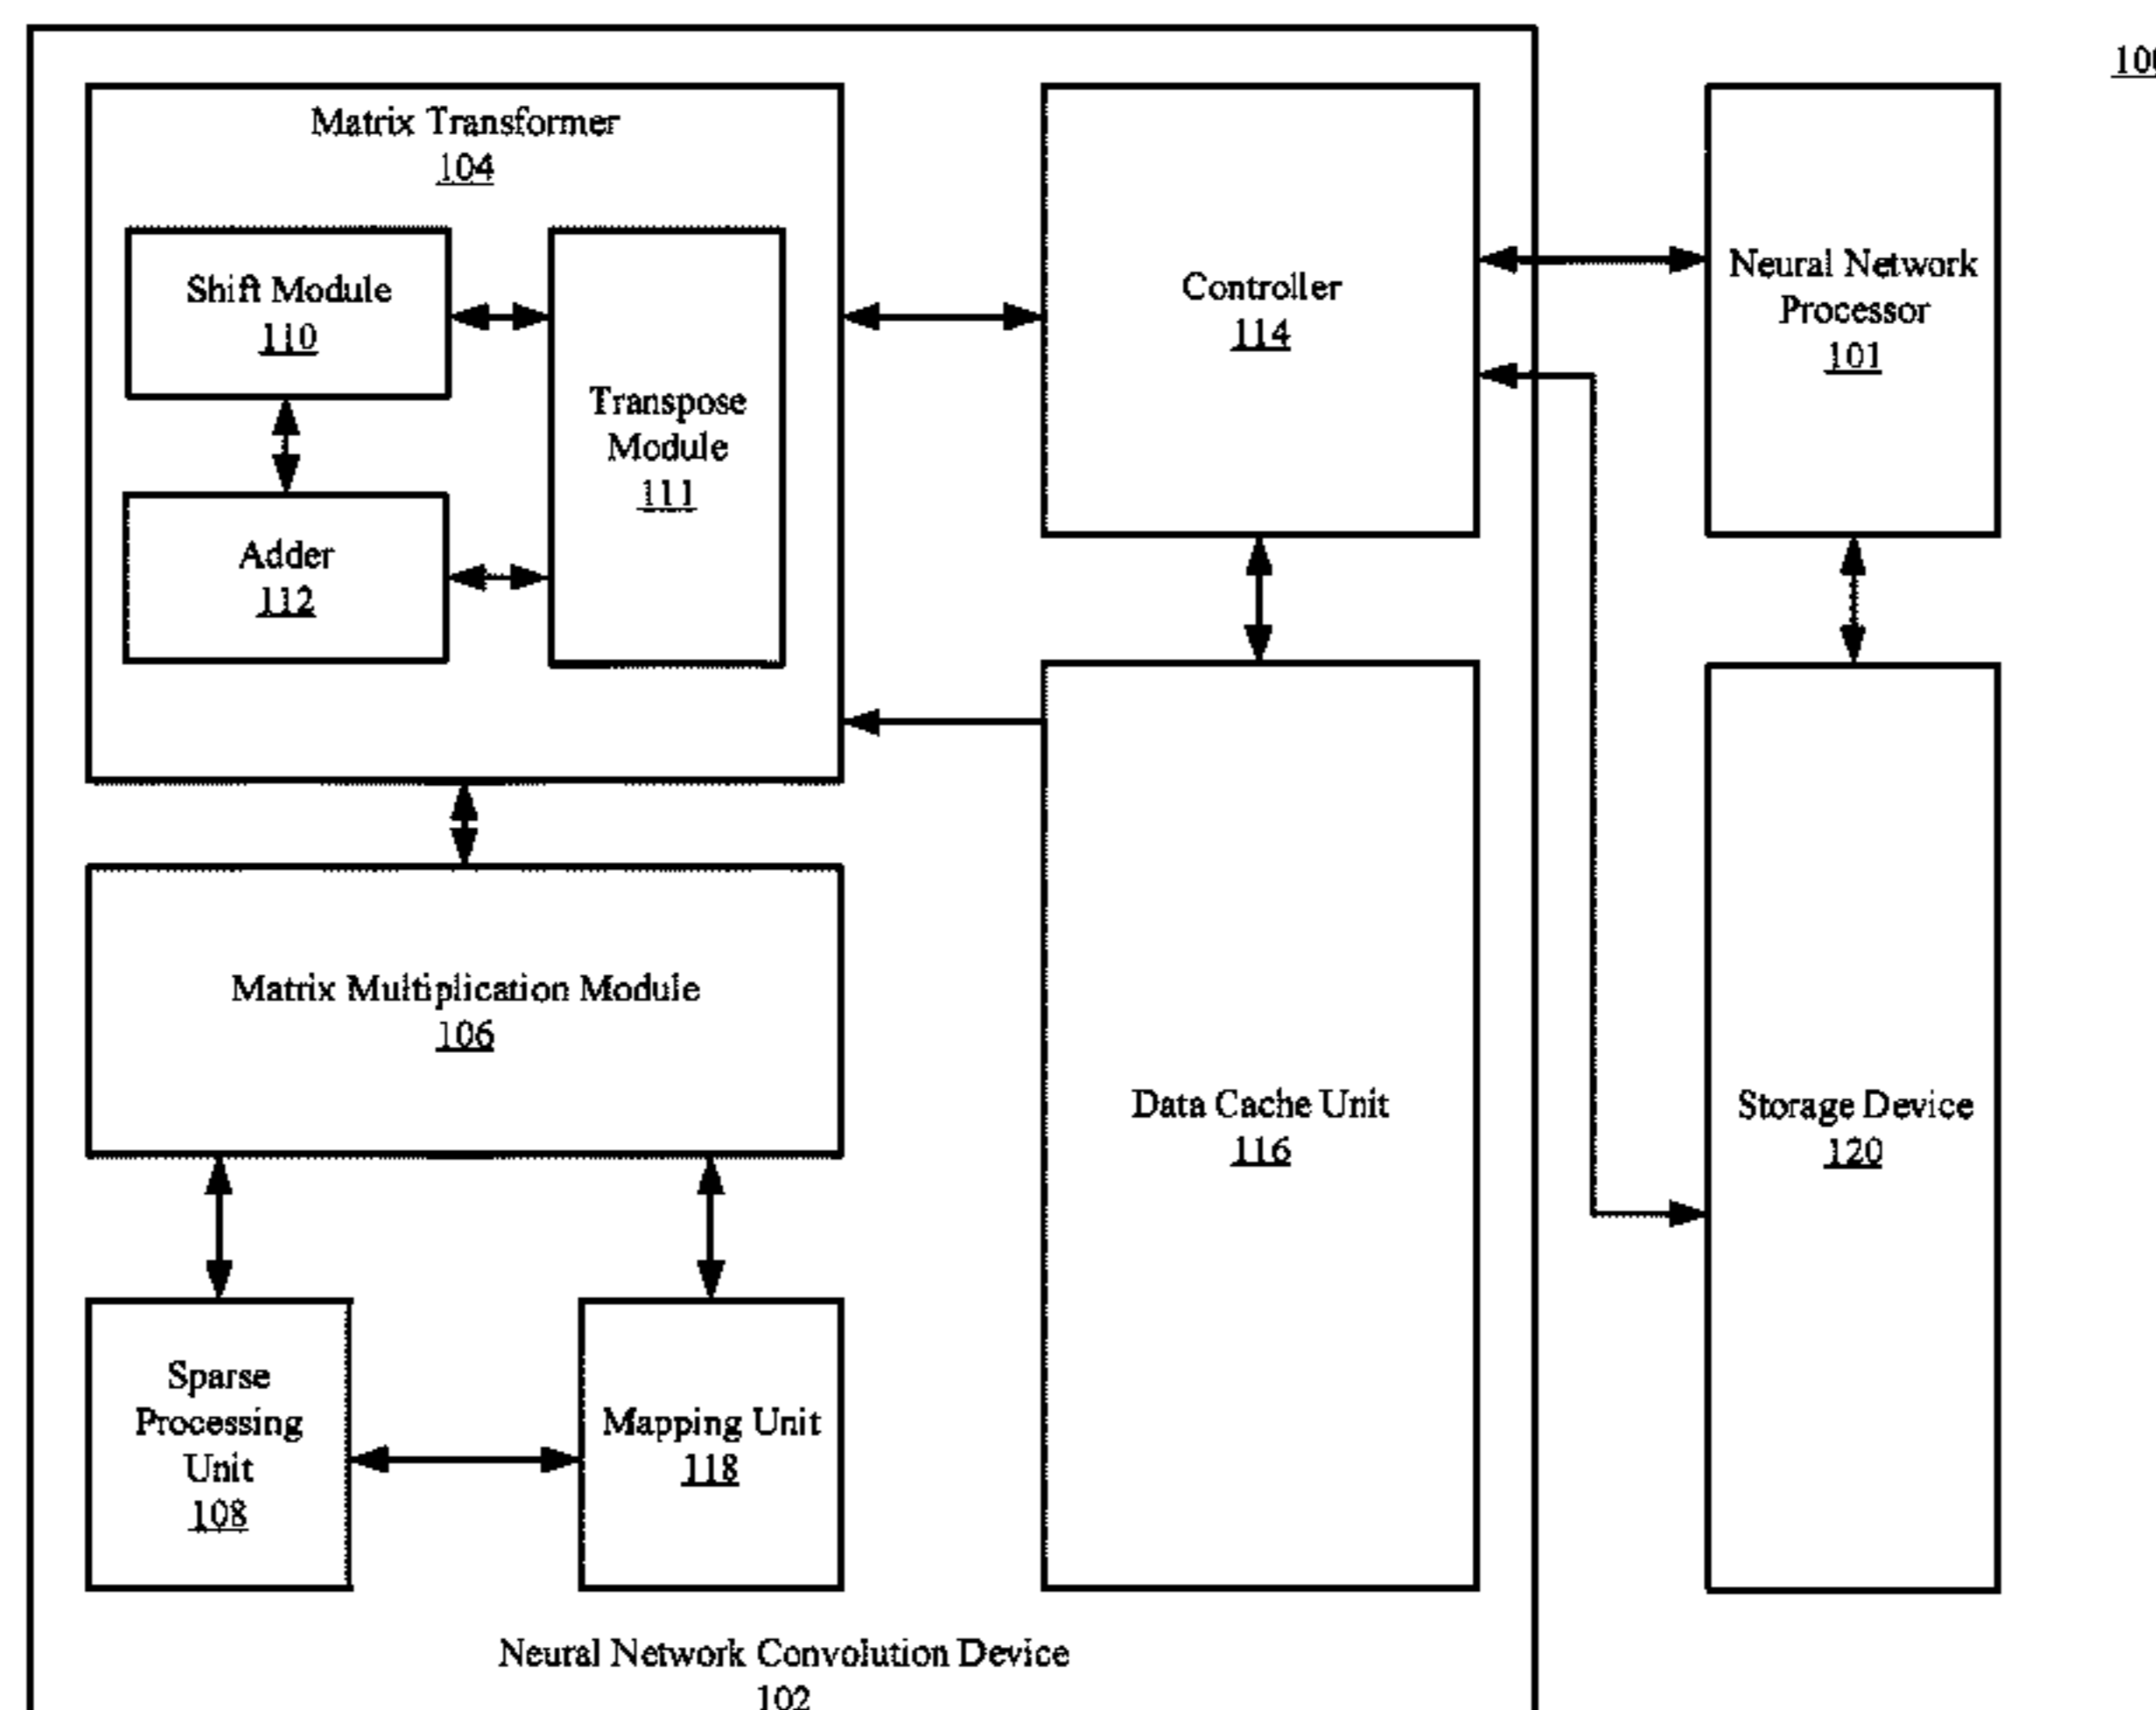 100
Matrix Transformer
104
Shift Module
110
Transpose
Module
111
Adder
112
Controller
114
Neural Network
Processor
101
Matrix Multiplication Module
106
Data Cache Unit
116
Storage Device
120
Sparse
Processing
Unit
108
Mapping Unit
118
Neural Network Convolution Device
102